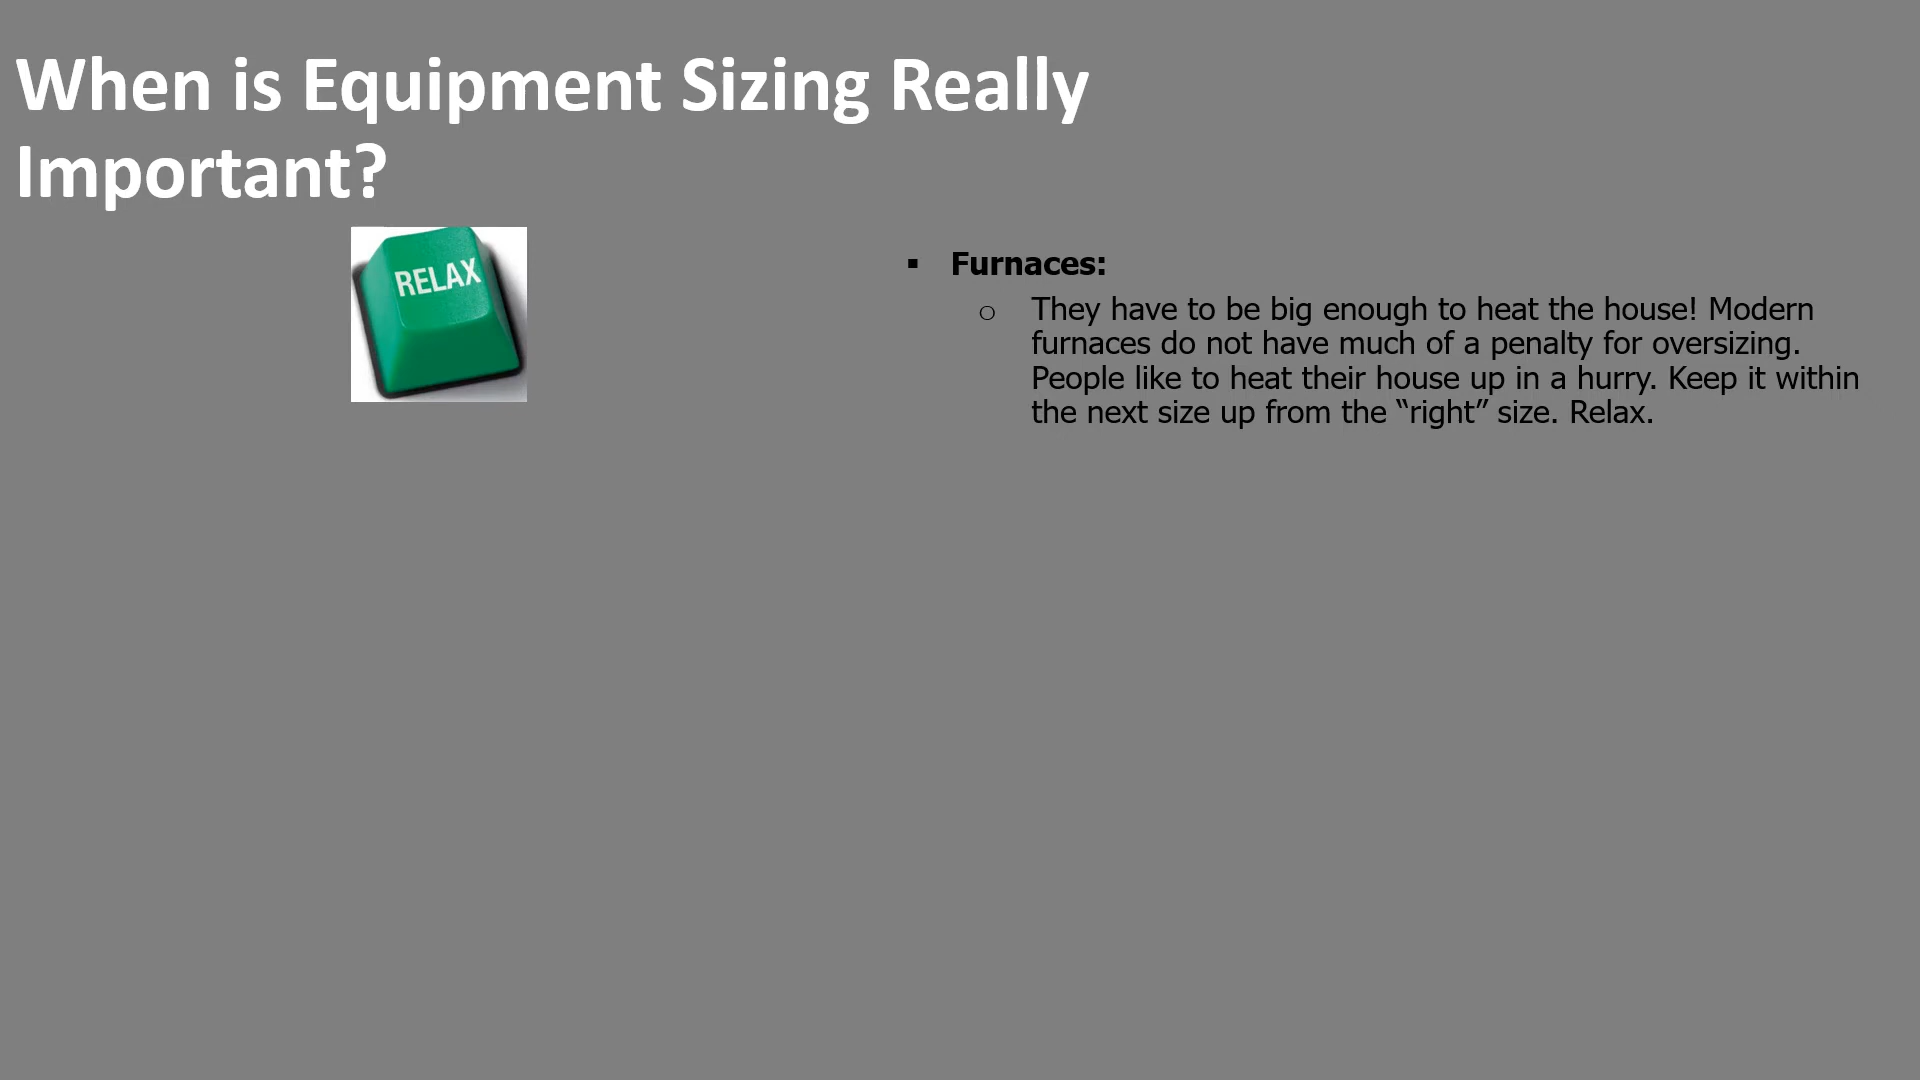 When is Equipment Sizing Really
Important?
RELAX
▪ Furnaces:
o They have to be big enough to heat the house! Modern
furnaces do not have much of a penalty for oversizing.
People like to heat their house up in a hurry. Keep it within
the next size up from the “right” size. Relax.